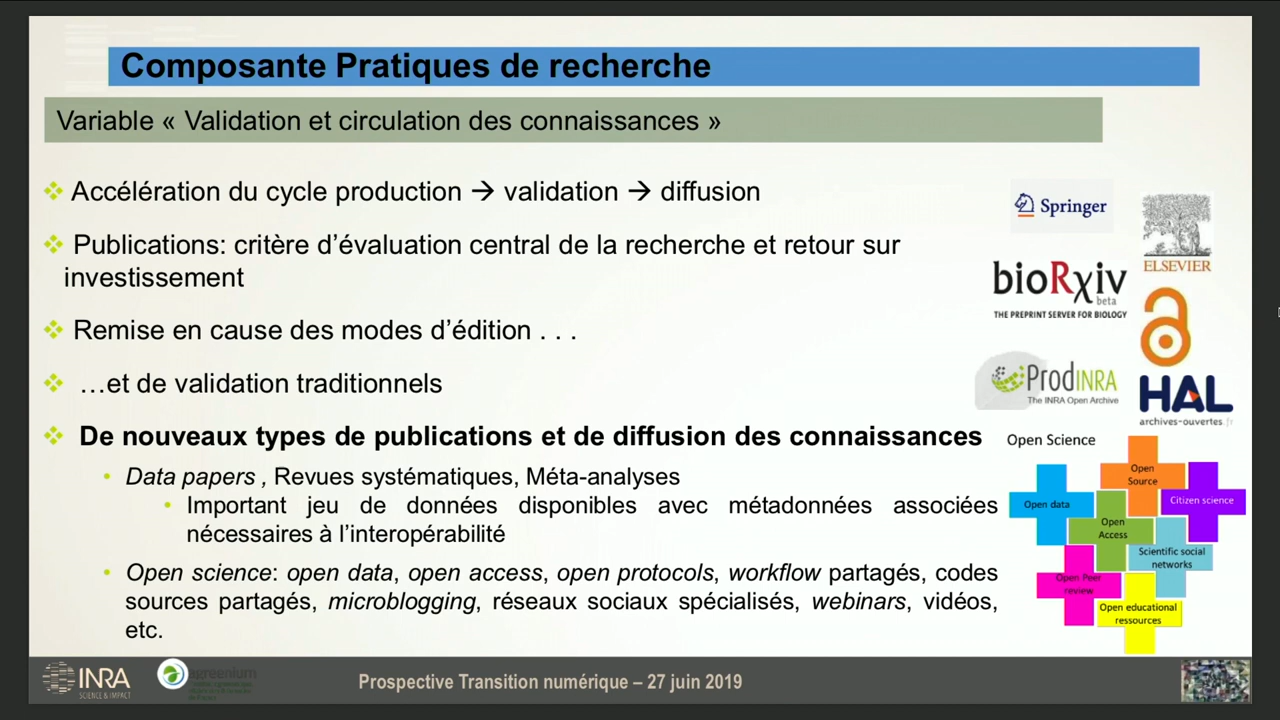 Composante Pratiques de recherche
Variable « Validation et circulation des connaissances »
Accélération du cycle production → validation → diffusion
Publications: critère d’évaluation central de la recherche et retour sur
investissement
Remise en cause des modes d’édition . . .
…et de validation traditionnels
De nouveaux types de publications et de diffusion des connaissances
Data papers , Revues systématiques, Méta-analyses
Important jeu de données disponibles avec métadonnées associées
nécessaires à l’interopérabilité
Open science: open data, open access, open protocols, workflow partagés, codes
sources partagés, microblogging, réseaux sociaux spécialisés, webinars, vidéos,
etc.
Springer
ELSEVIER
bioRχiv
beta
THE PREPRINT SERVER FOR BIOLOGY
ProdINRA
The INRA Open Archive
HAL
archives-ouvertes.fr
Open Science
Open
Source
Open data
Citizen science
Open
Access
Scientific social
networks
Open Peer
review
Open educational
ressources
INRA
SCIENCE & IMPACT
agreenium
Prospective Transition numérique – 27 juin 2019